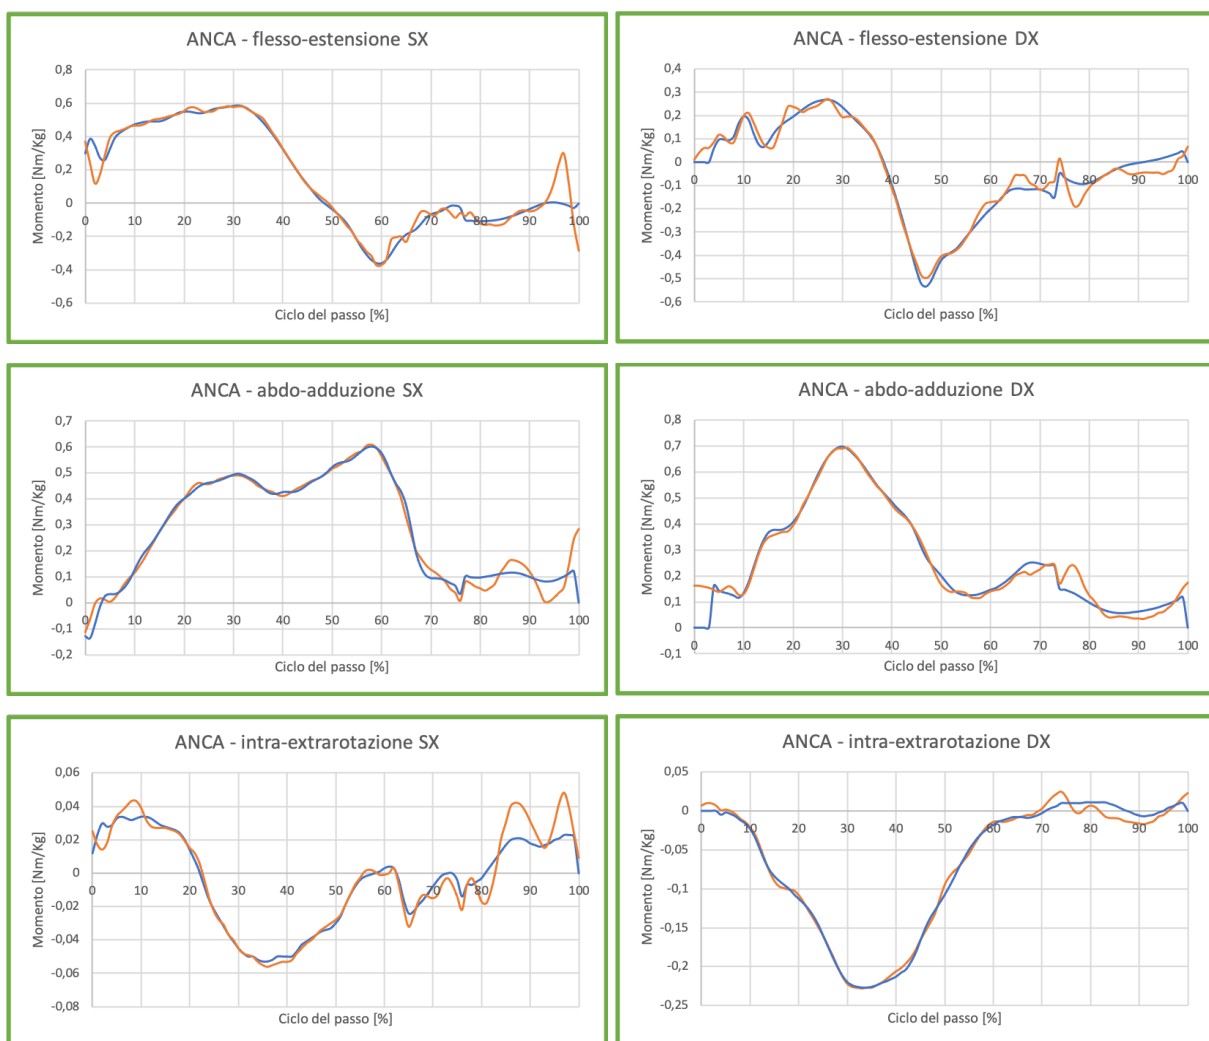 ANCA - flesso-estensione SX
0,8
0,6
0,4
0,2
0
-0,2
-0,4
-0,6
0 10 20 30 40 50 60 70 80 90 100
Momento [Nm/Kg]
Ciclo del passo [%]
ANCA - flesso-estensione DX
0,4
0,3
0,2
0,1
0
-0,1
-0,2
-0,3
-0,4
-0,5
-0,6
0 10 20 30 40 50 60 70 80 90 100
Momento [Nm/Kg]
Ciclo del passo [%]
ANCA - abdo-adduzione SX
0,7
0,6
0,5
0,4
0,3
0,2
0,1
0
-0,1
-0,2
0 10 20 30 40 50 60 70 80 90 100
Momento [Nm/Kg]
Ciclo del passo [%]
ANCA - abdo-adduzione DX
0,8
0,7
0,6
0,5
0,4
0,3
0,2
0,1
0
-0,1
0 10 20 30 40 50 60 70 80 90 100
Momento [Nm/Kg]
Ciclo del passo [%]
ANCA - intra-extrarotazione SX
0,06
0,04
0,02
0
-0,02
-0,04
-0,06
-0,08
0 10 20 30 40 50 60 70 80 90 100
Momento [Nm/Kg]
Ciclo del passo [%]
ANCA - intra-extrarotazione DX
0,05
0
-0,05
-0,1
-0,15
-0,2
-0,25
0 10 20 30 40 50 60 70 80 90 100
Momento [Nm/Kg]
Ciclo del passo [%]